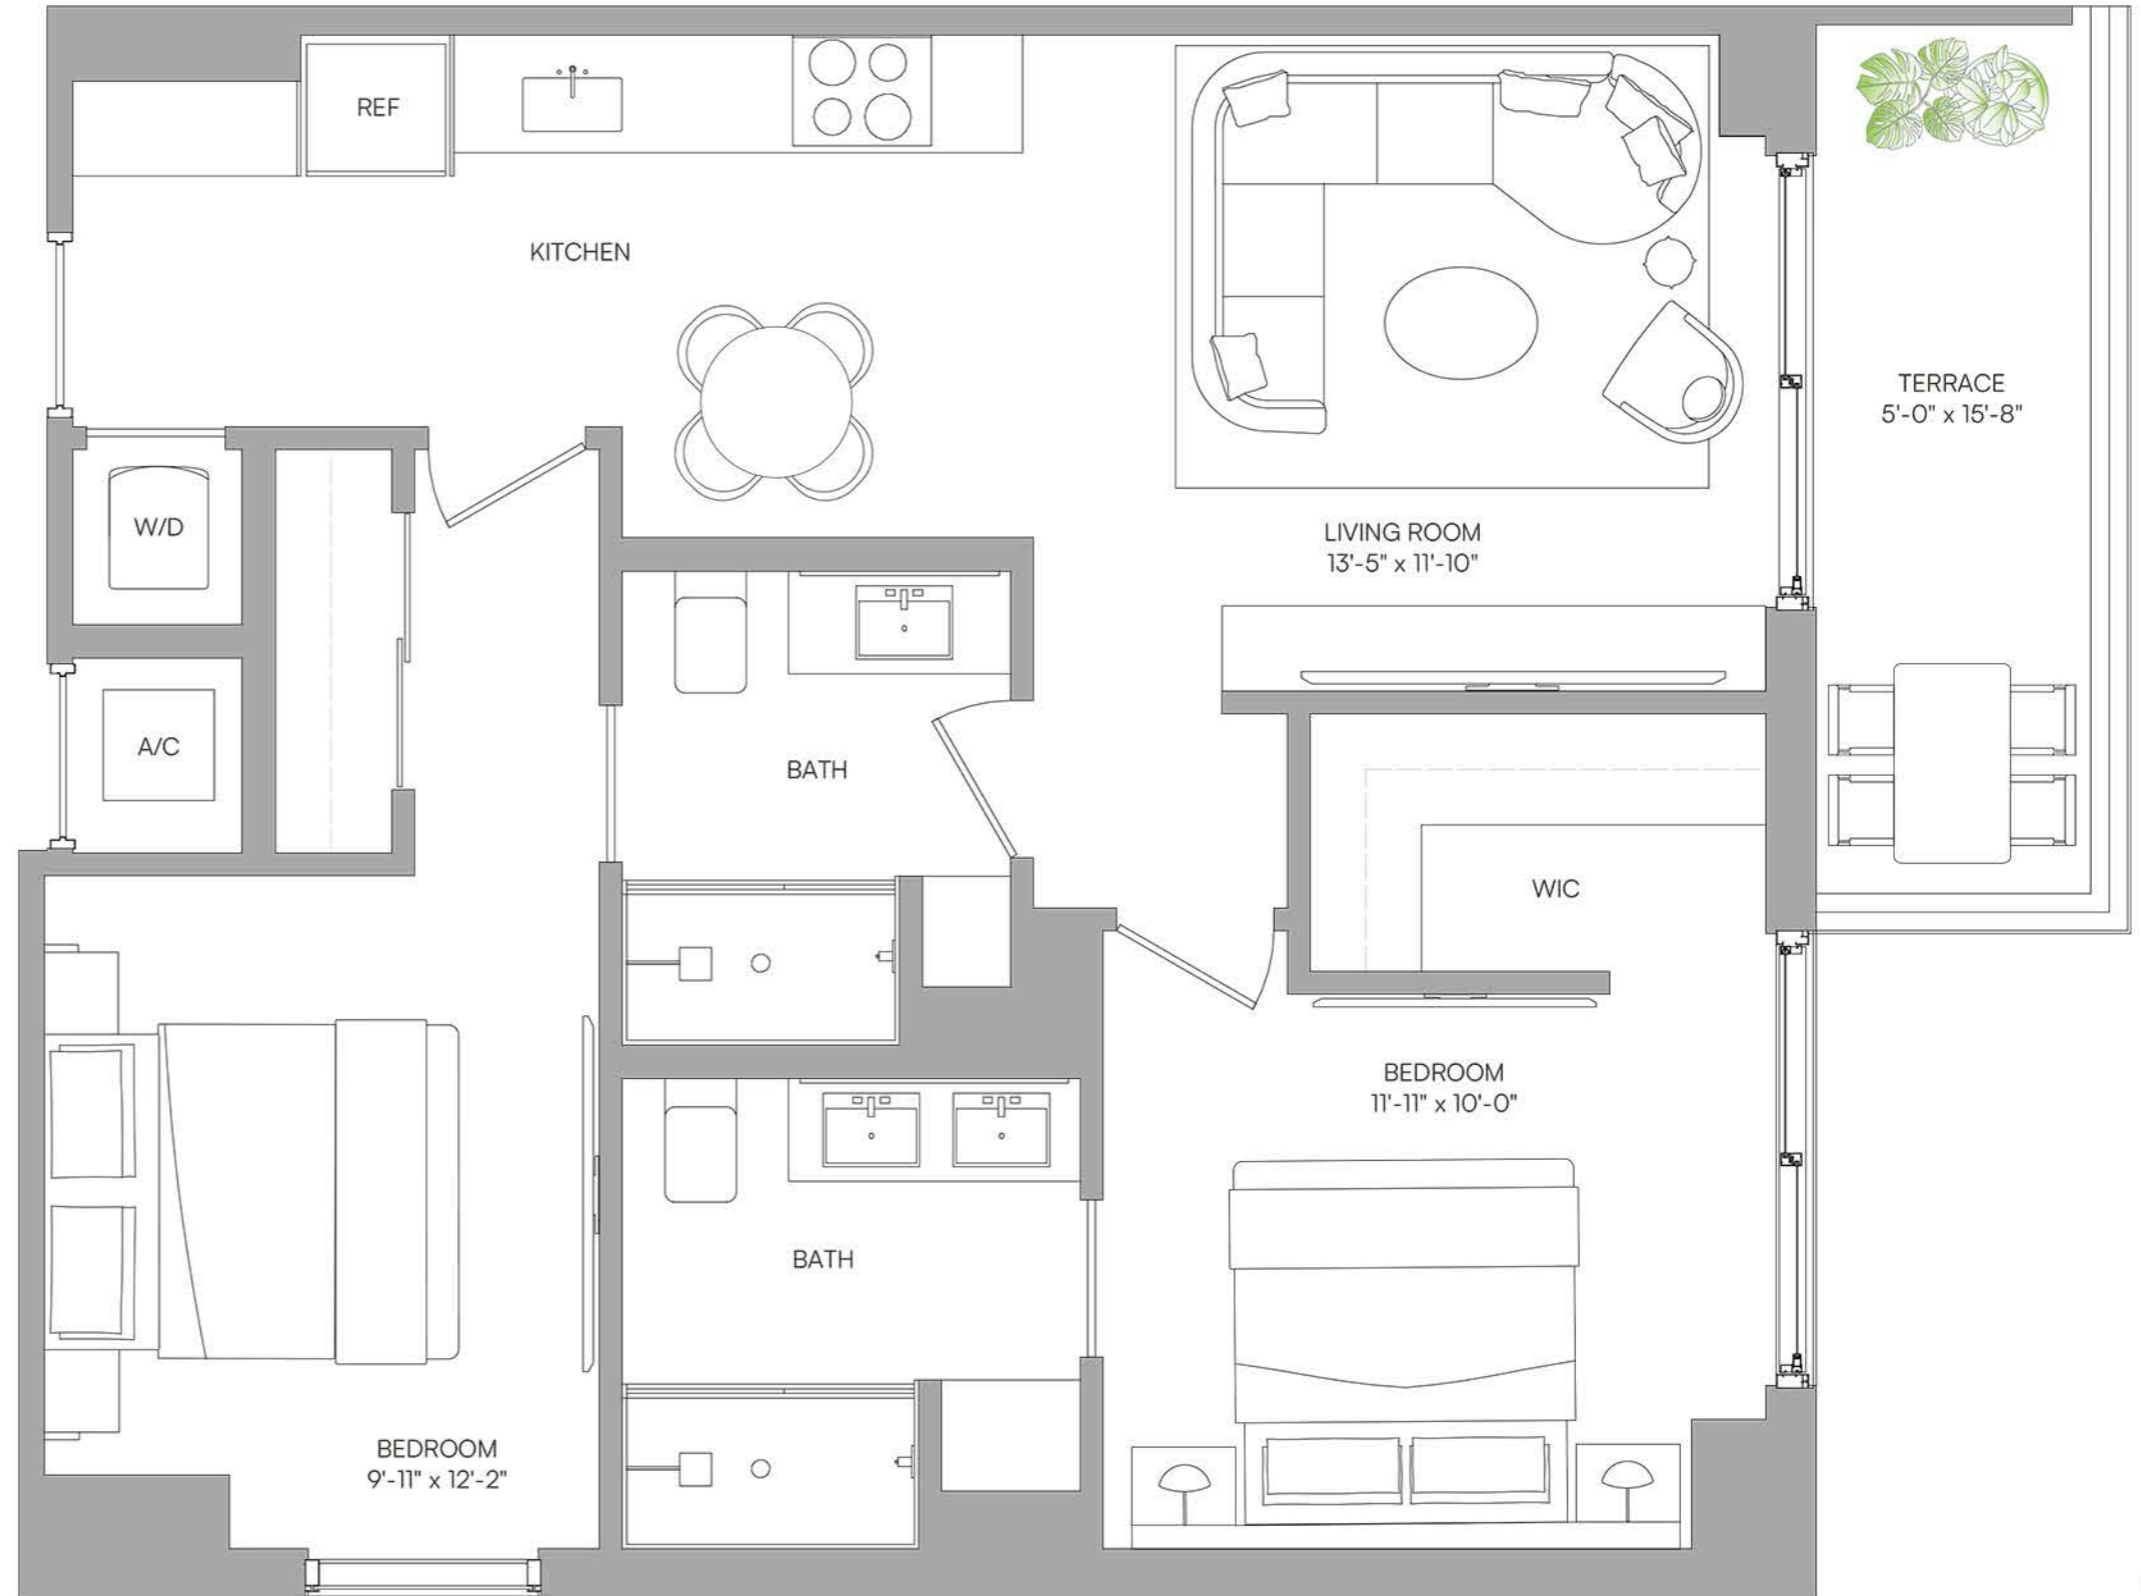 REF
KITCHEN
TERRACE
5'-0" x 15'-8"
W/D
LIVING ROOM
13'-5" x 11'-10"
A/C
BATH
WIC
BEDROOM
11'-11" x 10'-0"
BATH
BEDROOM
9'-11" x 12'-2"